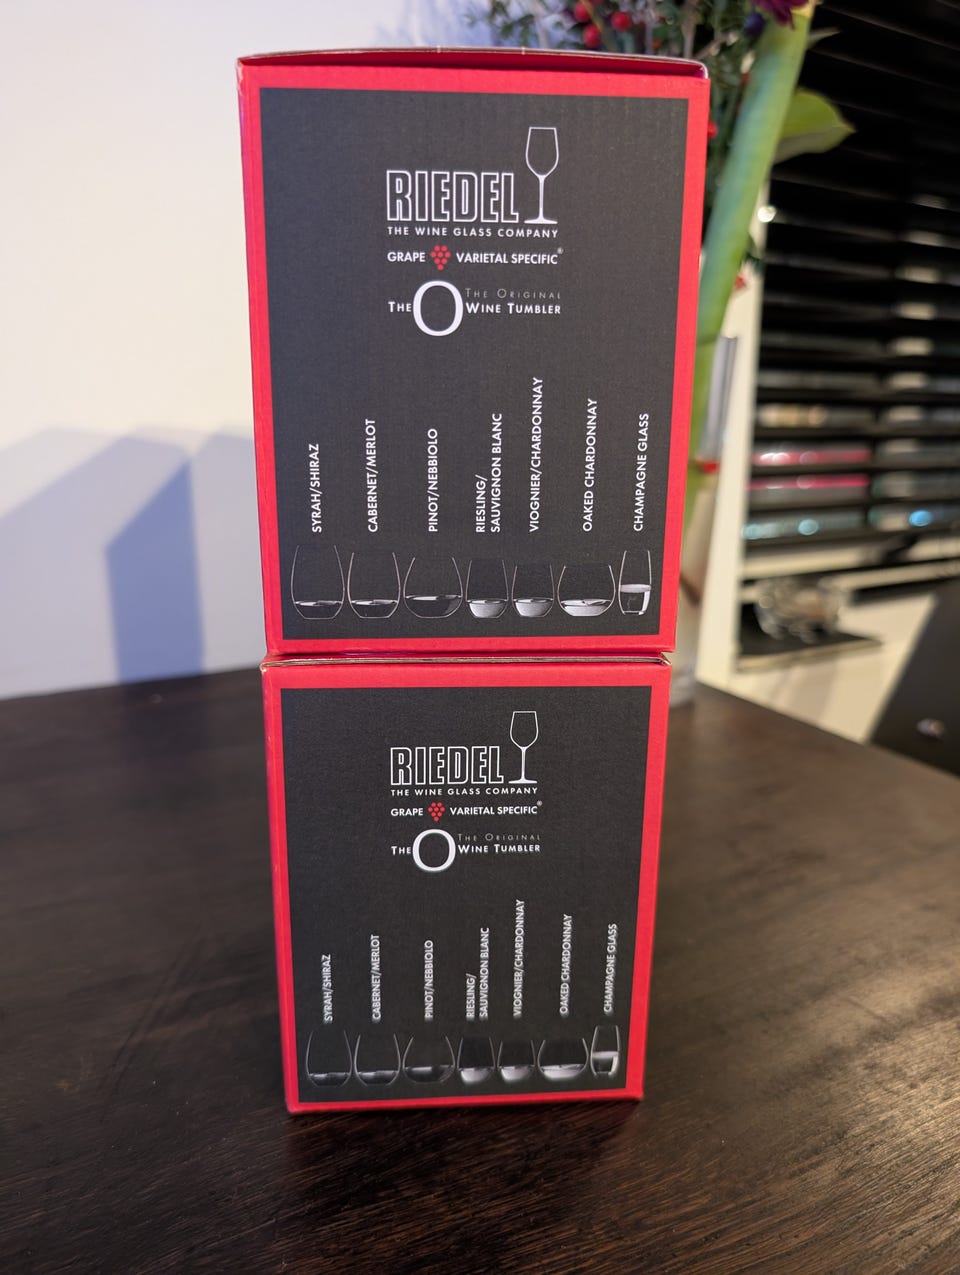 RIEDEL
THE WINE GLASS COMPANY
GRAPE VARIETAL SPECIFIC®
THE O THE ORIGINAL
WINE TUMBLER
SYRAH/SHIRAZ
CABERNET/MERLOT
PINOT/NEBBIOLO
RIESLING/
SAUVIGNON BLANC
VIOGNIER/CHARDONNAY
OAKED CHARDONNAY
CHAMPAGNE GLASS
RIEDEL
THE WINE GLASS COMPANY
GRAPE VARIETAL SPECIFIC®
THE O THE ORIGINAL
WINE TUMBLER
SYRAH/SHIRAZ
CABERNET/MERLOT
PINOT/NEBBIOLO
RIESLING/
SAUVIGNON BLANC
VIOGNIER/CHARDONNAY
OAKED CHARDONNAY
CHAMPAGNE GLASS